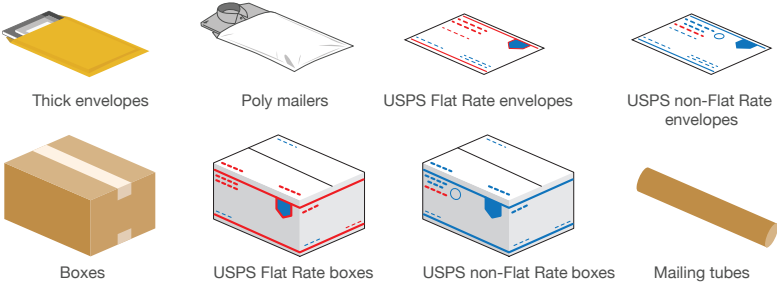 Thick envelopes
Poly mailers
USPS Flat Rate envelopes
USPS non-Flat Rate
envelopes
Boxes
USPS Flat Rate boxes
USPS non-Flat Rate boxes
Mailing tubes